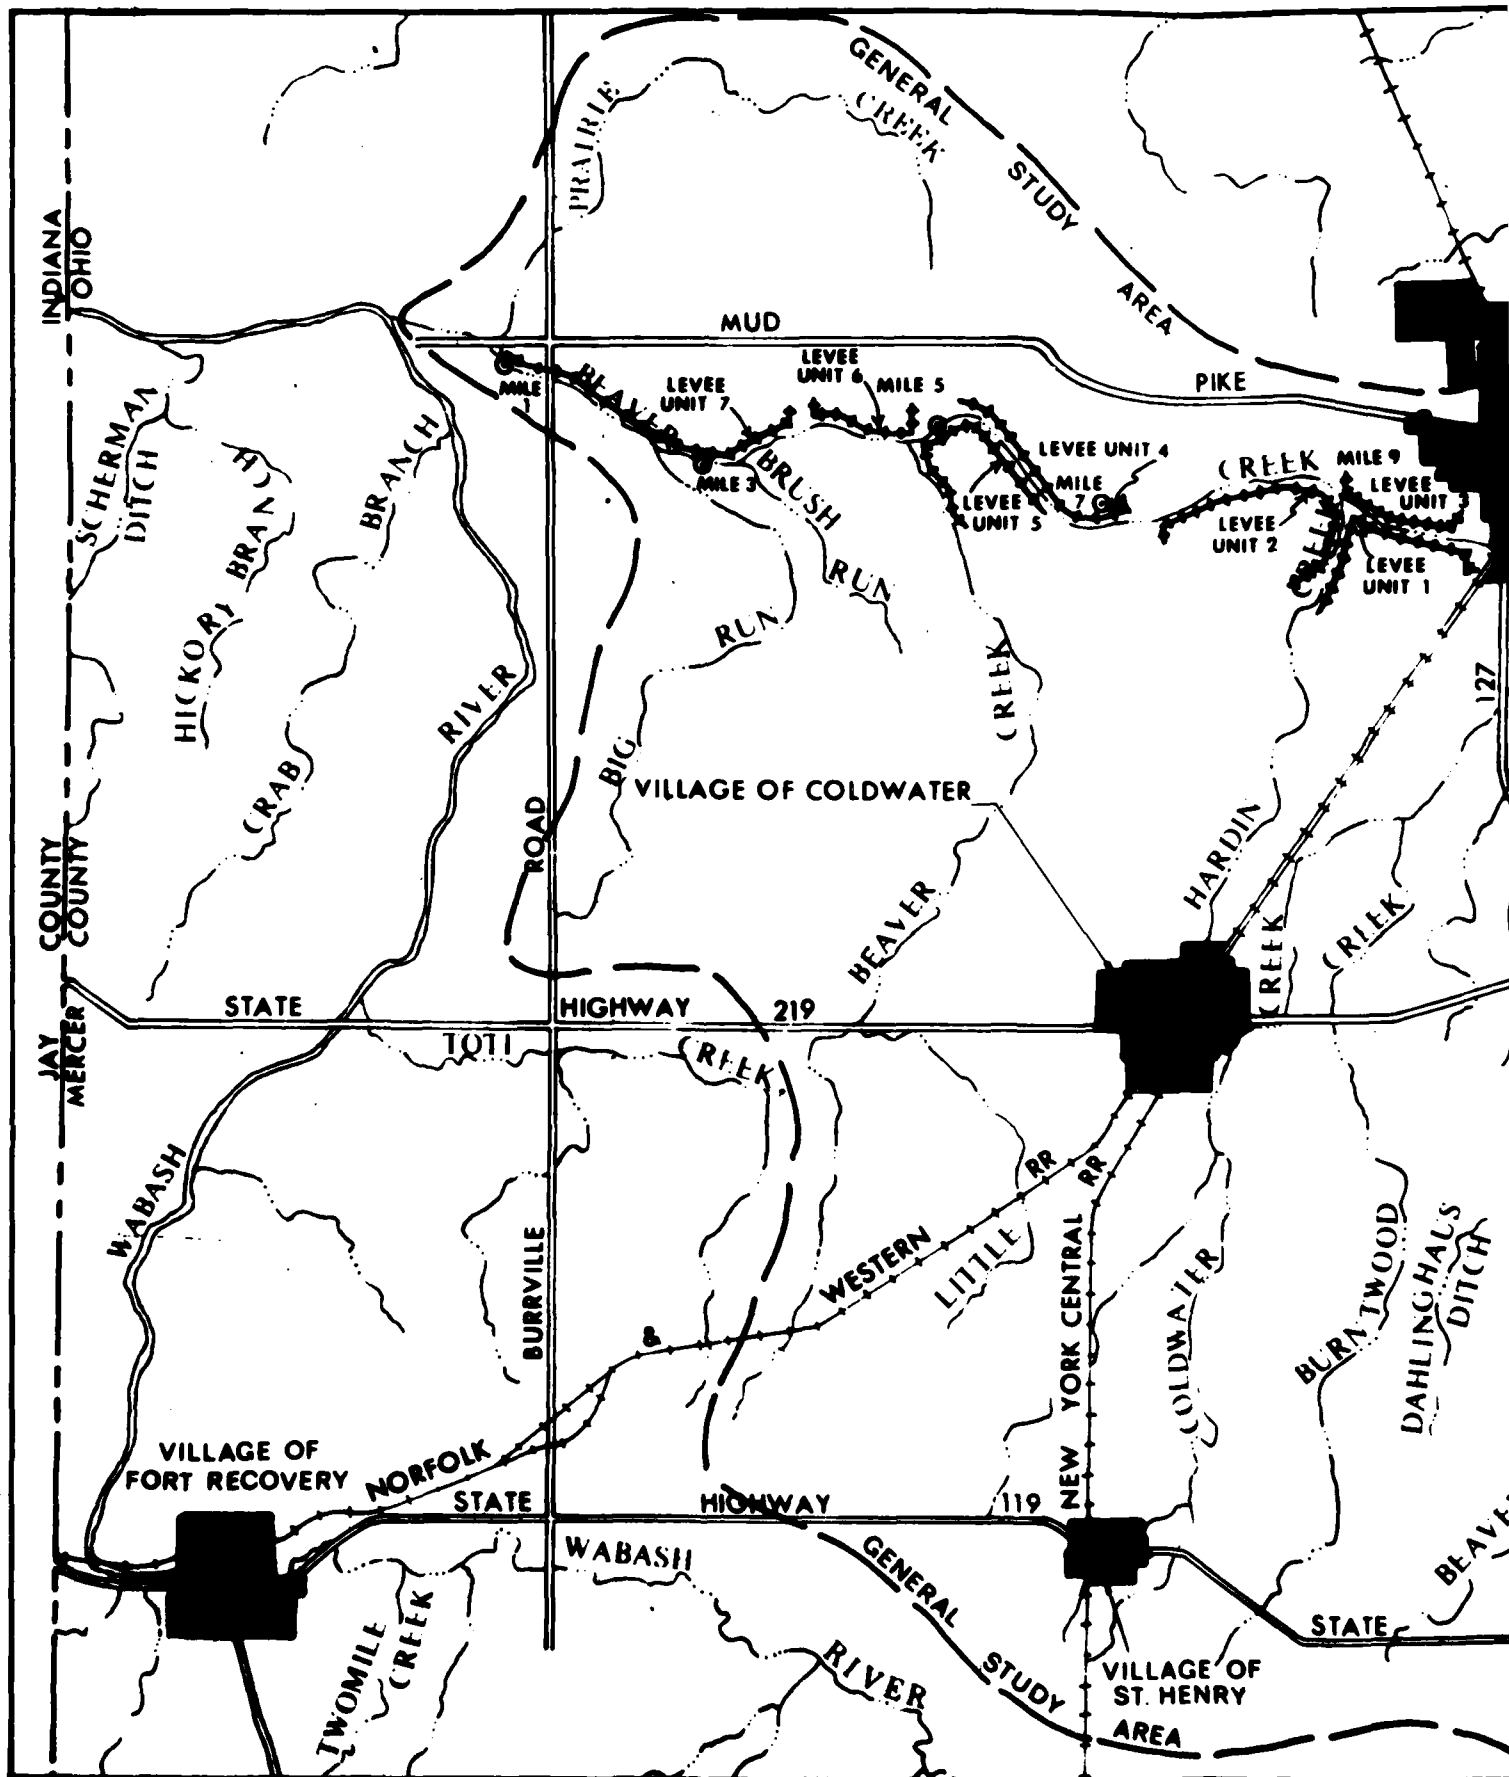 GENERAL
STUDY
AREA
PRAIRIE
CREEK
INDIANA
OHIO
MUD
PIKE
MILE
BEAVER
LEVEE
UNIT 7
LEVEE
UNIT 6
MILE 5
MILE 3
LEVEE UNIT 4
MILE
7
LEVEE
UNIT 5
CREEK
MILE 9
LEVEE
UNIT 3
LEVEE
UNIT 2
LEVEE
UNIT 1
CREEK
SCHERMAN
DITCH
HICKORY BRANCH
CRAB
BRANCH
BRUSH
RUN
BIG
RUN
RIVER
WABASH
CREEK
BEAVER
LITTLE
VILLAGE OF COLDWATER
ROAD
BURRVILLE
HARDIN
CREEK
CREEK
127
JAY COUNTY
MERCER COUNTY
STATE
HIGHWAY
219
TOTI
CREEK
RR
RR
WESTERN
&
NORFOLK
NEW YORK CENTRAL
COLDWATER
BURNTWOOD
DAHLINGHAUS
DITCH
VILLAGE OF
FORT RECOVERY
STATE
HIGHWAY
119
WABASH
RIVER
TWOMILE
CREEK
GENERAL
STUDY
AREA
VILLAGE OF
ST. HENRY
STATE
BEAVE